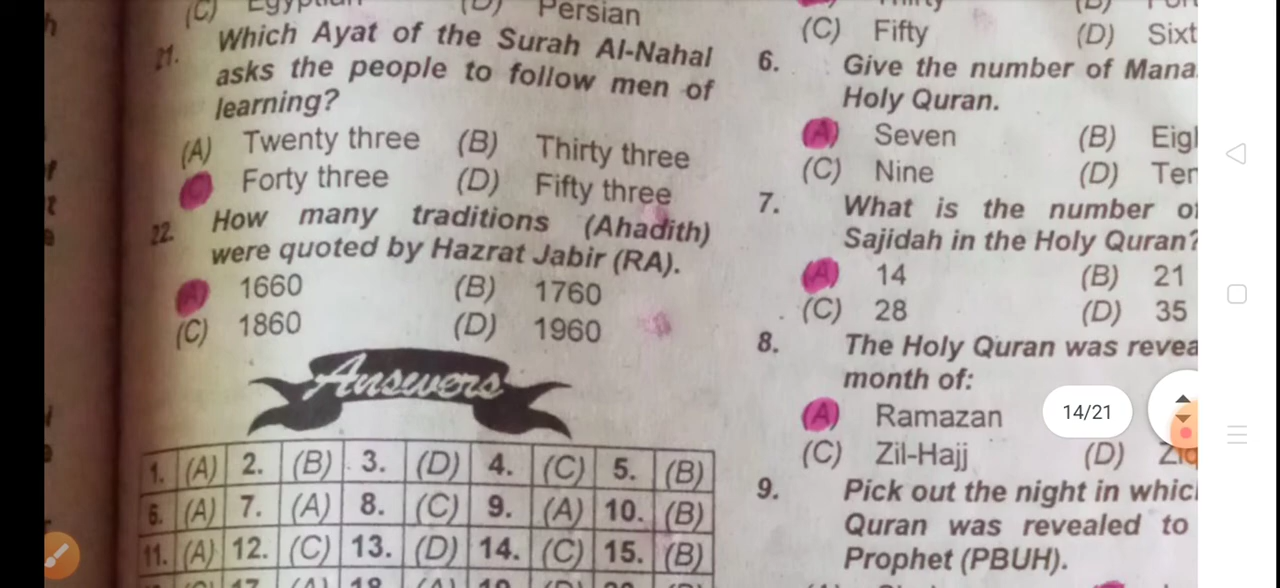 (C) Egyptian (D) Persian
21. Which Ayat of the Surah Al-Nahal
asks the people to follow men of
learning?
(A) Twenty three (B) Thirty three
Forty three (D) Fifty three
22. How many traditions (Ahadith)
were quoted by Hazrat Jabir (RA).
(A) 1660 (B) 1760
(C) 1860 (D) 1960
Answers
1. (A) 2. (B) 3. (D) 4. (C) 5. (B)
6. (A) 7. (A) 8. (C) 9. (A) 10. (B)
11. (A) 12. (C) 13. (D) 14. (C) 15. (B)
17 (A) 18 (A) 19 (D) 20
(C) Fifty (D) Sixt
6. Give the number of Mana
Holy Quran.
(A) Seven (B) Eig
(C) Nine (D) Ten
7. What is the number of
Sajidah in the Holy Quran?
(A) 14 (B) 21
(C) 28 (D) 35
8. The Holy Quran was revea
month of:
(A) Ramazan
(C) Zil-Hajj (D)
9. Pick out the night in whic
Quran was revealed to
Prophet (PBUH).
14/21